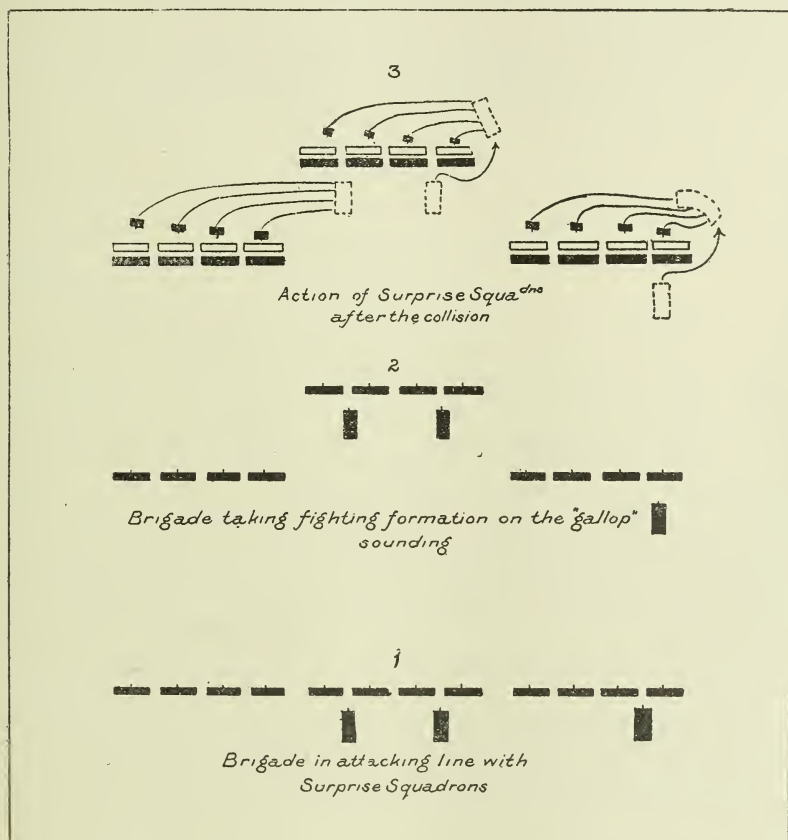 3
Action of Surprise Squadns
after the collision
2
Brigade taking fighting formation on the "gallop"
sounding
1
Brigade in attacking line with
Surprise Squadrons